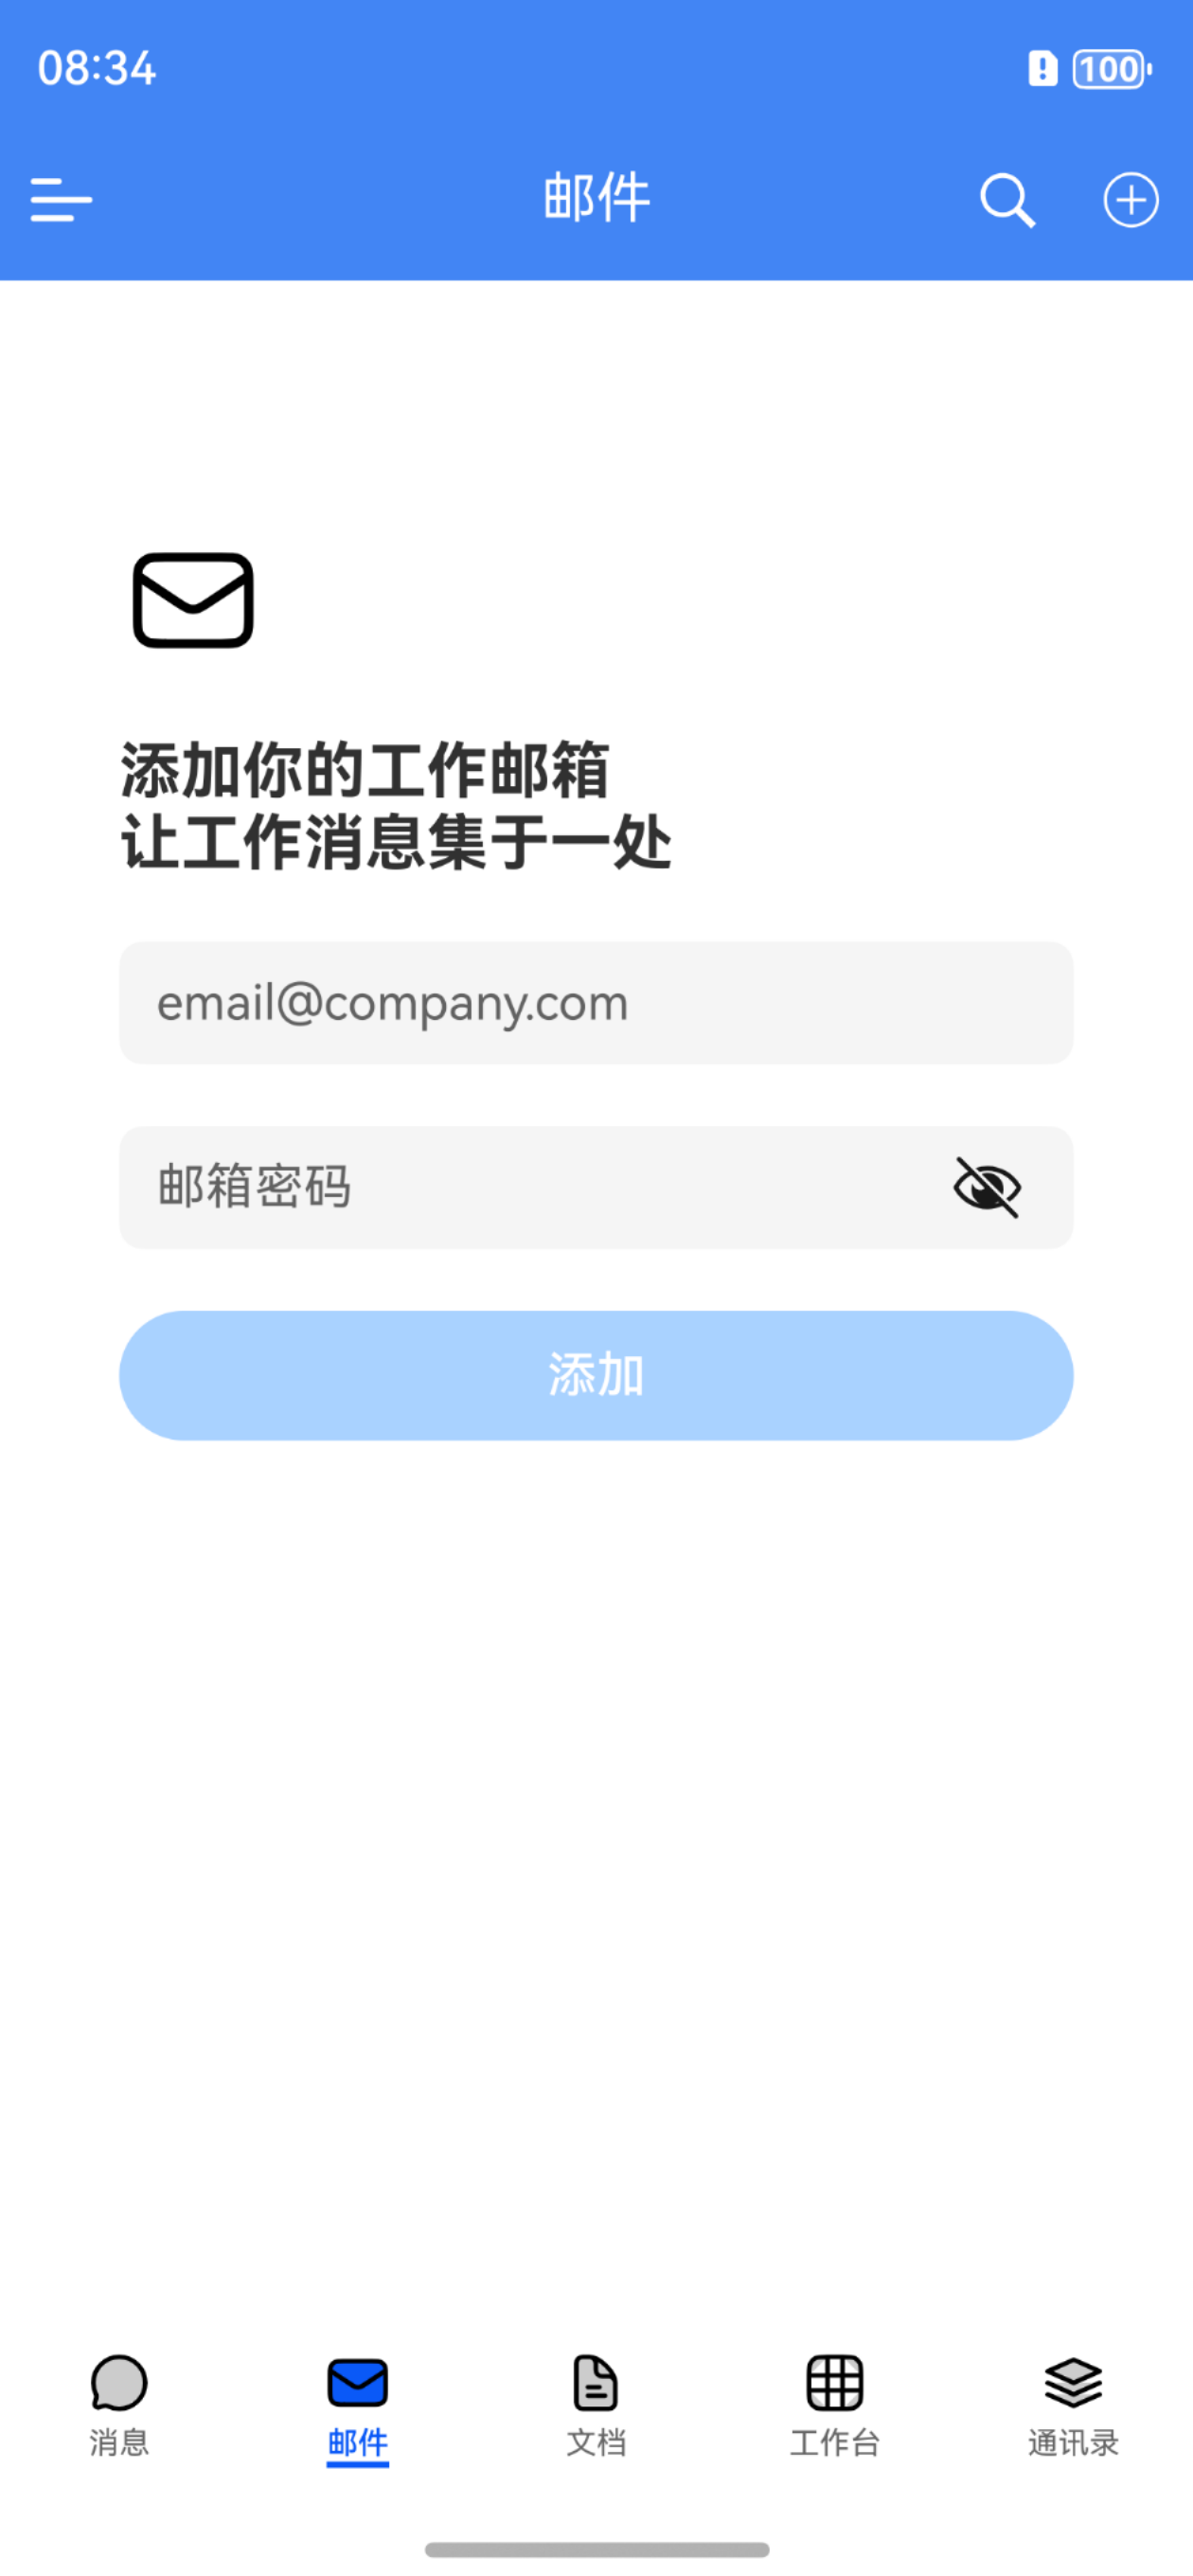 08:34
100
邮件
添加你的工作邮箱
让工作消息集于一处
email@company.com
邮箱密码
添加
消息
邮件
文档
工作台
通讯录